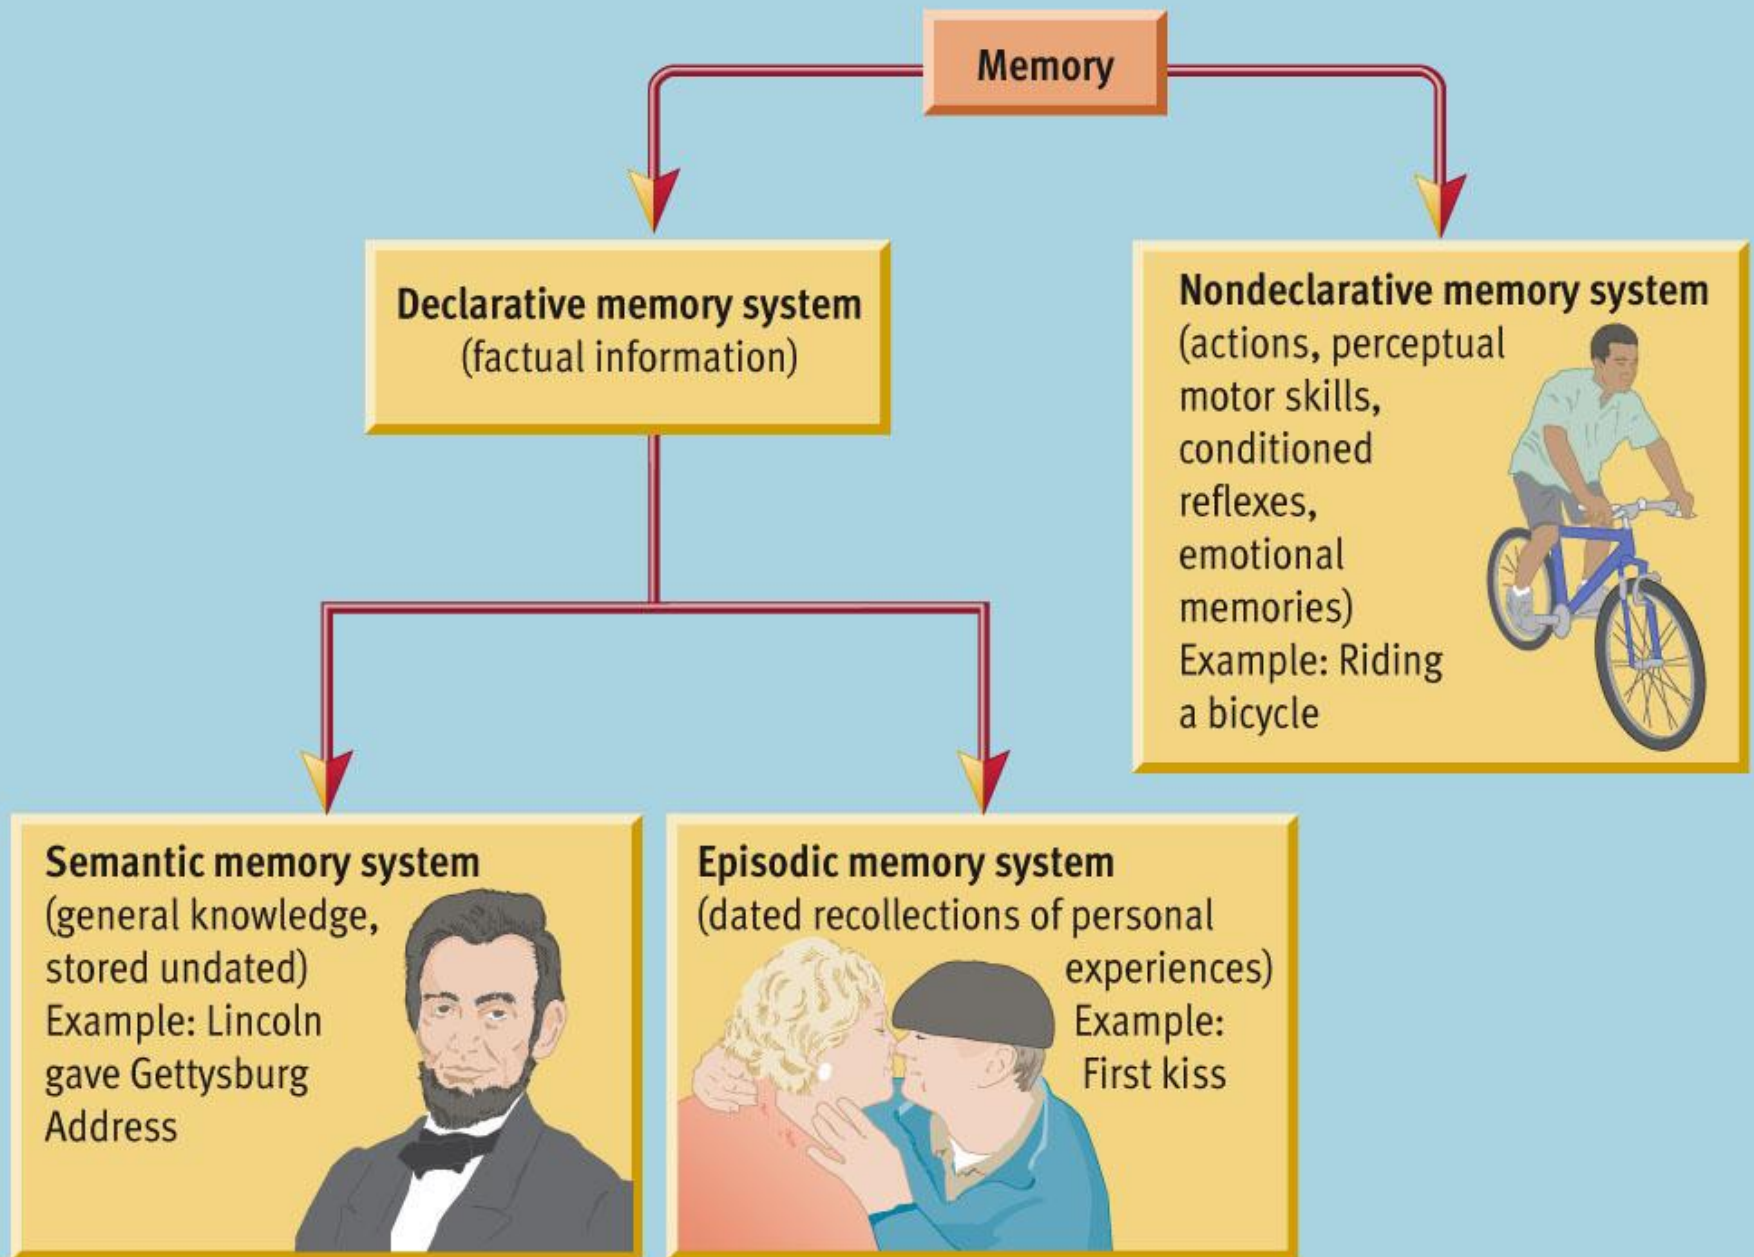 Memory
Declarative memory system
(factual information)
Nondeclarative memory system
(actions, perceptual
motor skills,
conditioned
reflexes,
emotional
memories)
Example: Riding
a bicycle
Semantic memory system
(general knowledge,
stored undated)
Example: Lincoln
gave Gettysburg
Address
Episodic memory system
(dated recollections of personal
experiences)
Example:
First kiss